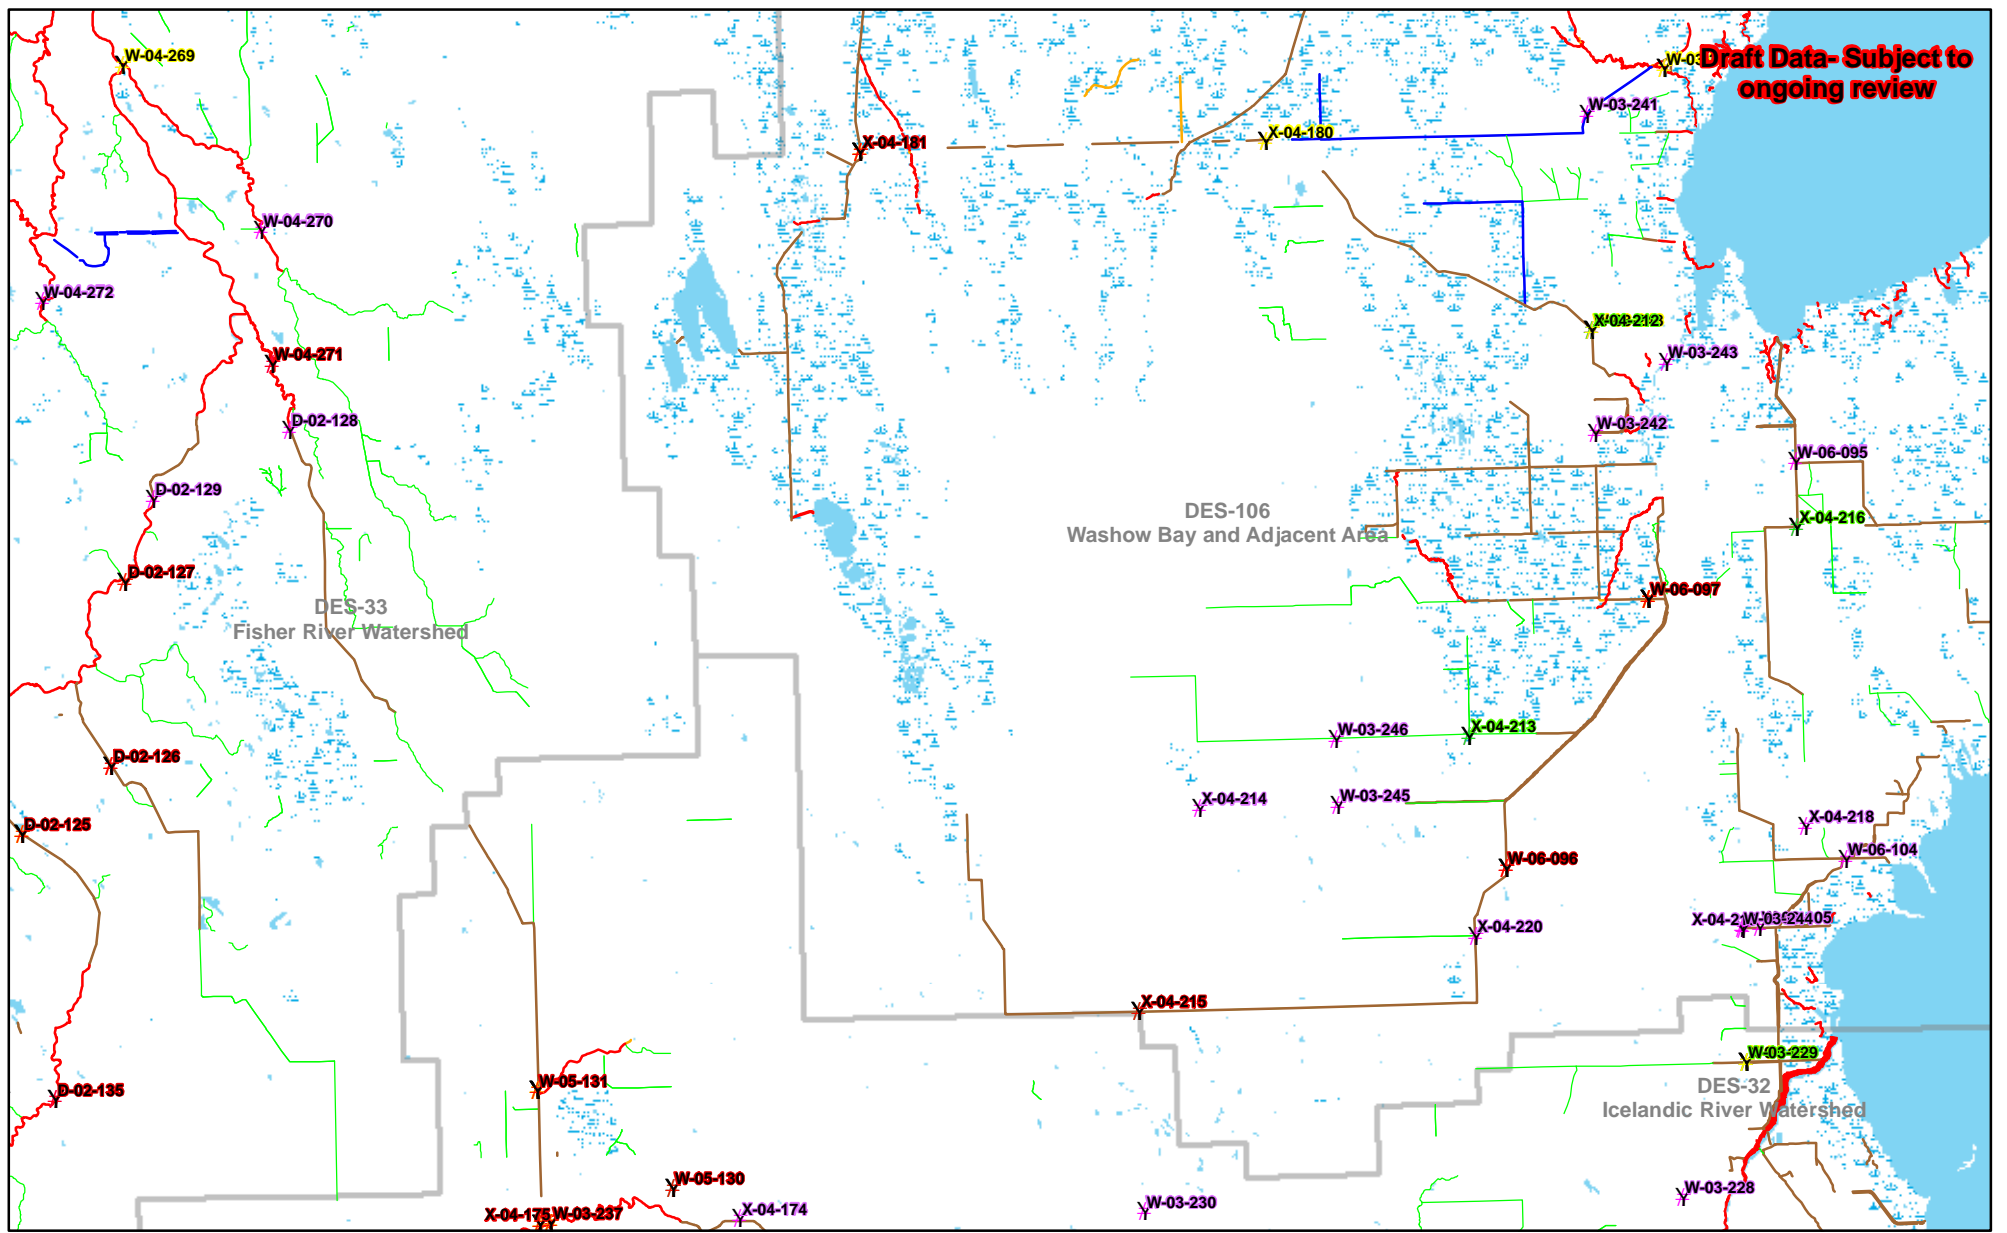 W-04-269
Draft Data- Subject to
ongoing review
W-03-241
X-04-180
X-04-181
W-04-270
W-04-272
X-04-212
W-03-243
W-04-271
D-02-128
W-03-242
W-06-095
D-02-129
DES-106
Washow Bay and Adjacent Area
X-04-216
D-02-127
W-06-097
DES-33
Fisher River Watershed
W-03-246
X-04-213
D-02-126
X-04-214
W-03-245
X-04-218
D-02-125
W-06-104
W-06-096
W-03-244
X-04-220
X-04-215
W-03-229
W-05-131
DES-32
D-02-135
Icelandic River Watershed
W-05-130
W-03-228
W-03-230
X-04-174
X-04-175
W-03-237